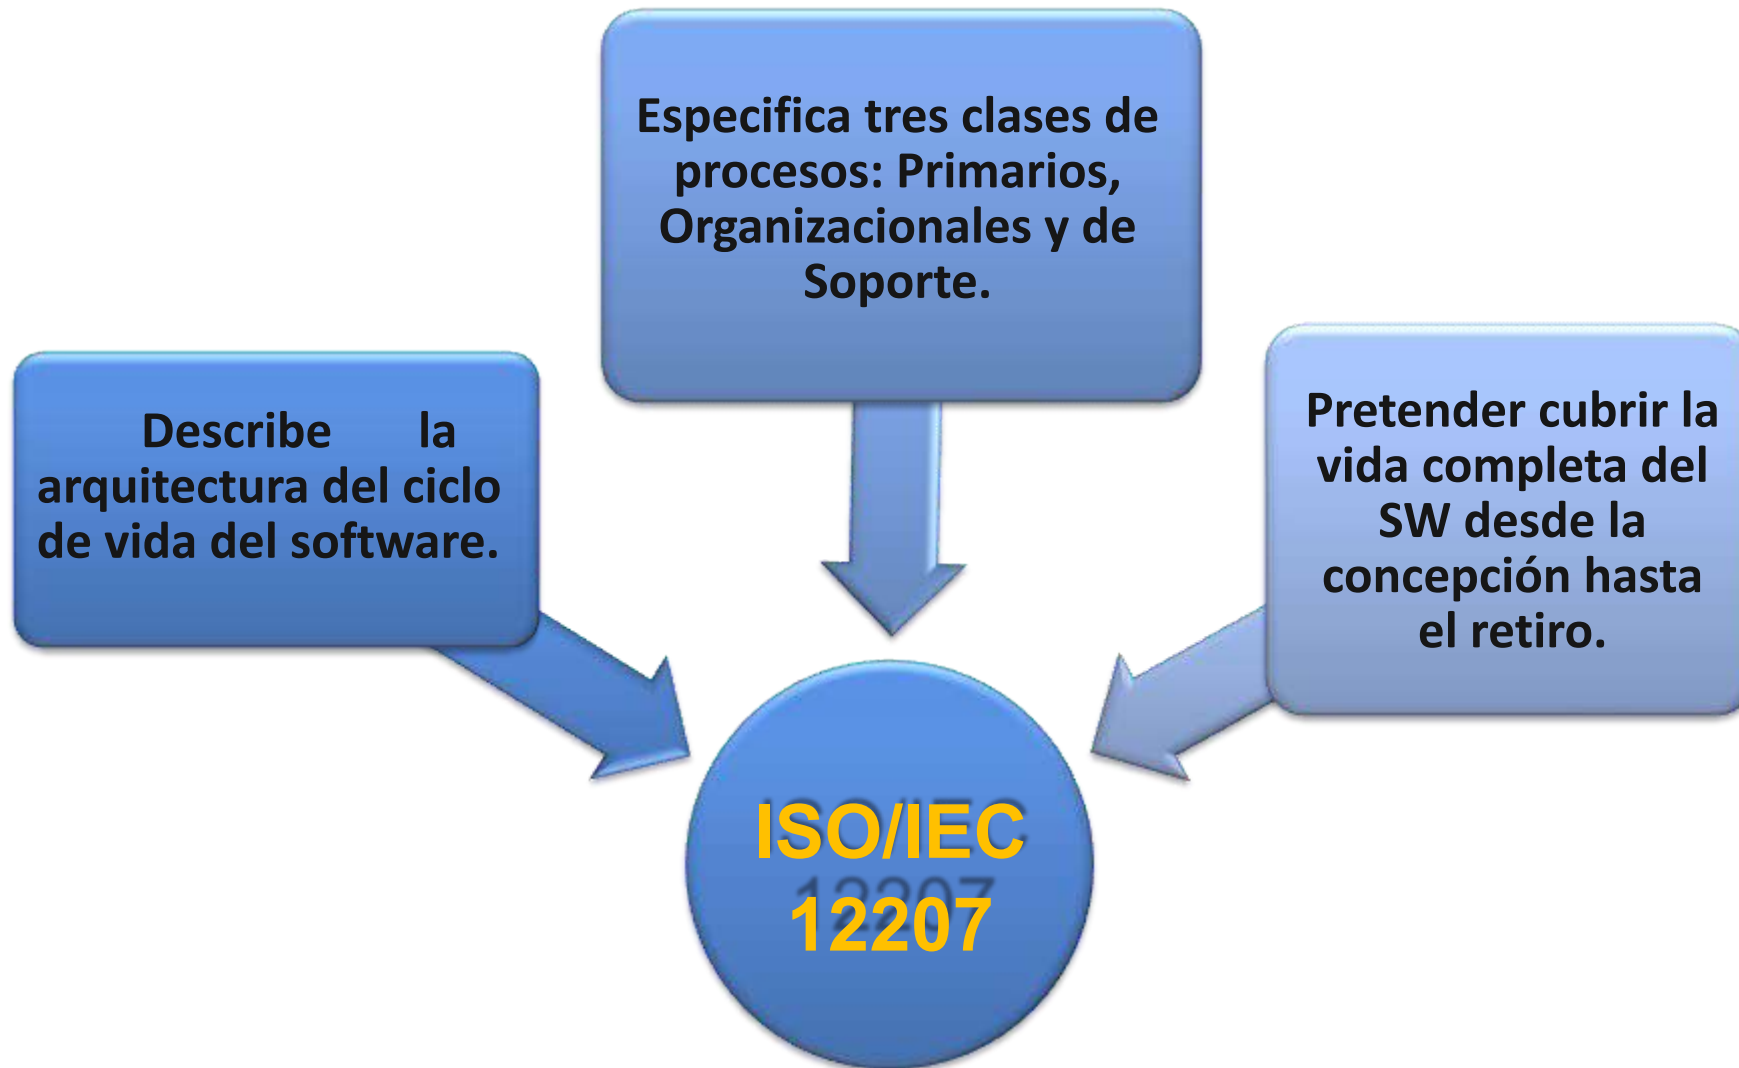 Especifica tres clases de
procesos: Primarios,
Organizacionales y de
Soporte.
Describe la
arquitectura del ciclo
de vida del software.
Pretender cubrir la
vida completa del
SW desde la
concepción hasta
el retiro.
ISO/IEC
12207